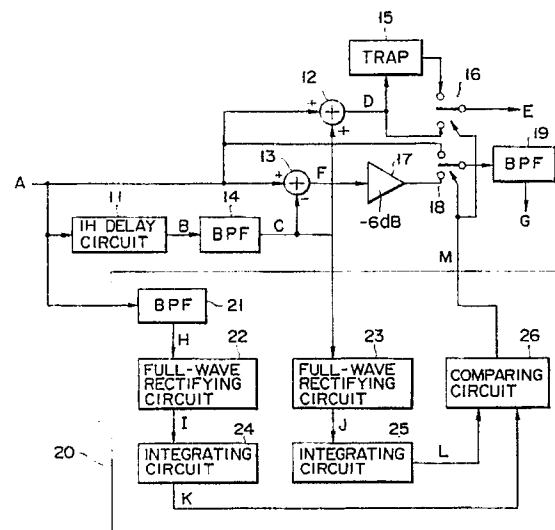 15
TRAP
12
16
+
+
D
E
19
13
17
BPF
A
+
-
F
-6dB
18
G
11
14
1H DELAY
CIRCUIT
B
BPF
C
M
BPF
21
H
22
23
26
FULL-WAVE
RECTIFYING
CIRCUIT
FULL-WAVE
RECTIFYING
CIRCUIT
COMPARING
CIRCUIT
I
24
J
25
20
INTEGRATING
CIRCUIT
INTEGRATING
CIRCUIT
L
K